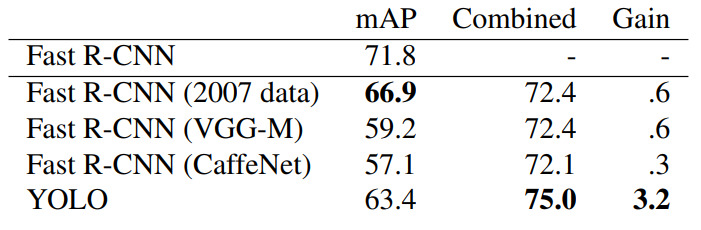 mAP Combined Gain
Fast R-CNN 71.8 - -
Fast R-CNN (2007 data) 66.9 72.4 .6
Fast R-CNN (VGG-M) 59.2 72.4 .6
Fast R-CNN (CaffeNet) 57.1 72.1 .3
YOLO 63.4 75.0 3.2